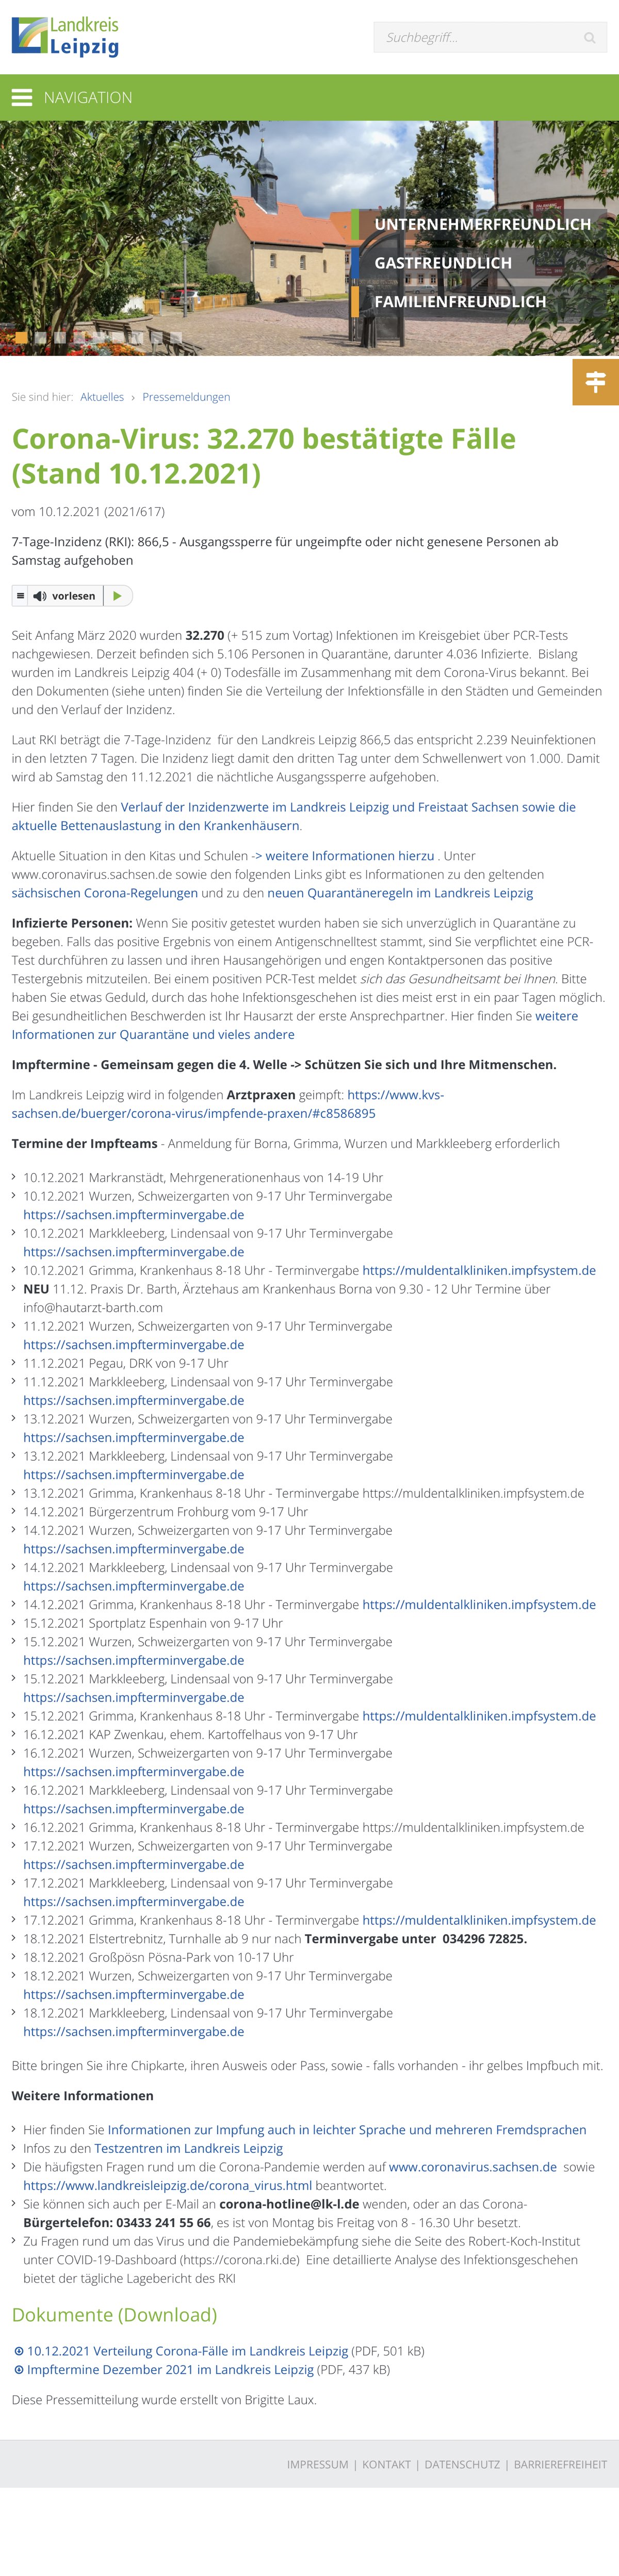 Landkreis
Leipzig
Suchbegriff...
NAVIGATION
UNTERNEHMERFREUNDLICH
GASTFREUNDLICH
FAMILIENFREUNDLICH
Sie sind hier: Aktuelles › Pressemeldungen
Corona-Virus: 32.270 bestätigte Fälle
(Stand 10.12.2021)
vom 10.12.2021 (2021/617)
7-Tage-Inzidenz (RKI): 866,5 - Ausgangssperre für ungeimpfte oder nicht genesene Personen ab
Samstag aufgehoben
vorlesen
Seit Anfang März 2020 wurden 32.270 (+ 515 zum Vortag) Infektionen im Kreisgebiet über PCR-Tests
nachgewiesen. Derzeit befinden sich 5.106 Personen in Quarantäne, darunter 4.036 Infizierte. Bislang
wurden im Landkreis Leipzig 404 (+ 0) Todesfälle im Zusammenhang mit dem Corona-Virus bekannt. Bei
den Dokumenten (siehe unten) finden Sie die Verteilung der Infektionsfälle in den Städten und Gemeinden
und den Verlauf der Inzidenz.
Laut RKI beträgt die 7-Tage-Inzidenz für den Landkreis Leipzig 866,5 das entspricht 2.239 Neuinfektionen
in den letzten 7 Tagen. Die Inzidenz liegt damit den dritten Tag unter dem Schwellenwert von 1.000. Damit
wird ab Samstag den 11.12.2021 die nächtliche Ausgangssperre aufgehoben.
Hier finden Sie den Verlauf der Inzidenzwerte im Landkreis Leipzig und Freistaat Sachsen sowie die
aktuelle Bettenauslastung in den Krankenhäusern.
Aktuelle Situation in den Kitas und Schulen -> weitere Informationen hierzu . Unter
www.coronavirus.sachsen.de sowie den folgenden Links gibt es Informationen zu den geltenden
sächsischen Corona-Regelungen und zu den neuen Quarantäneregeln im Landkreis Leipzig
Infizierte Personen: Wenn Sie positiv getestet wurden haben sie sich unverzüglich in Quarantäne zu
begeben. Falls das positive Ergebnis von einem Antigenschnelltest stammt, sind Sie verpflichtet eine PCR-
Test durchführen zu lassen und ihren Hausangehörigen und engen Kontaktpersonen das positive
Testergebnis mitzuteilen. Bei einem positiven PCR-Test meldet sich das Gesundheitsamt bei Ihnen. Bitte
haben Sie etwas Geduld, durch das hohe Infektionsgeschehen ist dies meist erst in ein paar Tagen möglich.
Bei gesundheitlichen Beschwerden ist Ihr Hausarzt der erste Ansprechpartner. Hier finden Sie weitere
Informationen zur Quarantäne und vieles andere
Impftermine - Gemeinsam gegen die 4. Welle -> Schützen Sie sich und Ihre Mitmenschen.
Im Landkreis Leipzig wird in folgenden Arztpraxen geimpft: https://www.kvs-
sachsen.de/buerger/corona-virus/impfende-praxen/#c8586895
Termine der Impfteams - Anmeldung für Borna, Grimma, Wurzen und Markkleeberg erforderlich
10.12.2021 Markranstädt, Mehrgenerationenhaus von 14-19 Uhr
10.12.2021 Wurzen, Schweizergarten von 9-17 Uhr Terminvergabe
https://sachsen.impfterminvergabe.de
10.12.2021 Markkleeberg, Lindensaal von 9-17 Uhr Terminvergabe
https://sachsen.impfterminvergabe.de
10.12.2021 Grimma, Krankenhaus 8-18 Uhr - Terminvergabe https://muldentalkliniken.impfsystem.de
NEU 11.12. Praxis Dr. Barth, Ärztehaus am Krankenhaus Borna von 9.30 - 12 Uhr Termine über
info@hautarzt-barth.com
11.12.2021 Wurzen, Schweizergarten von 9-17 Uhr Terminvergabe
https://sachsen.impfterminvergabe.de
11.12.2021 Pegau, DRK von 9-17 Uhr
11.12.2021 Markkleeberg, Lindensaal von 9-17 Uhr Terminvergabe
https://sachsen.impfterminvergabe.de
13.12.2021 Wurzen, Schweizergarten von 9-17 Uhr Terminvergabe
https://sachsen.impfterminvergabe.de
13.12.2021 Markkleeberg, Lindensaal von 9-17 Uhr Terminvergabe
https://sachsen.impfterminvergabe.de
13.12.2021 Grimma, Krankenhaus 8-18 Uhr - Terminvergabe https://muldentalkliniken.impfsystem.de
14.12.2021 Bürgerzentrum Frohburg vom 9-17 Uhr
14.12.2021 Wurzen, Schweizergarten von 9-17 Uhr Terminvergabe
https://sachsen.impfterminvergabe.de
14.12.2021 Markkleeberg, Lindensaal von 9-17 Uhr Terminvergabe
https://sachsen.impfterminvergabe.de
14.12.2021 Grimma, Krankenhaus 8-18 Uhr - Terminvergabe https://muldentalkliniken.impfsystem.de
15.12.2021 Sportplatz Espenhain von 9-17 Uhr
15.12.2021 Wurzen, Schweizergarten von 9-17 Uhr Terminvergabe
https://sachsen.impfterminvergabe.de
15.12.2021 Markkleeberg, Lindensaal von 9-17 Uhr Terminvergabe
https://sachsen.impfterminvergabe.de
15.12.2021 Grimma, Krankenhaus 8-18 Uhr - Terminvergabe https://muldentalkliniken.impfsystem.de
16.12.2021 KAP Zwenkau, ehem. Kartoffelhaus von 9-17 Uhr
16.12.2021 Wurzen, Schweizergarten von 9-17 Uhr Terminvergabe
https://sachsen.impfterminvergabe.de
16.12.2021 Markkleeberg, Lindensaal von 9-17 Uhr Terminvergabe
https://sachsen.impfterminvergabe.de
16.12.2021 Grimma, Krankenhaus 8-18 Uhr - Terminvergabe https://muldentalkliniken.impfsystem.de
17.12.2021 Wurzen, Schweizergarten von 9-17 Uhr Terminvergabe
https://sachsen.impfterminvergabe.de
17.12.2021 Markkleeberg, Lindensaal von 9-17 Uhr Terminvergabe
https://sachsen.impfterminvergabe.de
17.12.2021 Grimma, Krankenhaus 8-18 Uhr - Terminvergabe https://muldentalkliniken.impfsystem.de
18.12.2021 Elstertrebnitz, Turnhalle ab 9 nur nach Terminvergabe unter 034296 72825.
18.12.2021 Großpösn Pösna-Park von 10-17 Uhr
18.12.2021 Wurzen, Schweizergarten von 9-17 Uhr Terminvergabe
https://sachsen.impfterminvergabe.de
18.12.2021 Markkleeberg, Lindensaal von 9-17 Uhr Terminvergabe
https://sachsen.impfterminvergabe.de
Bitte bringen Sie ihre Chipkarte, ihren Ausweis oder Pass, sowie - falls vorhanden - ihr gelbes Impfbuch mit.
Weitere Informationen
Hier finden Sie Informationen zur Impfung auch in leichter Sprache und mehreren Fremdsprachen
Infos zu den Testzentren im Landkreis Leipzig
Die häufigsten Fragen rund um die Corona-Pandemie werden auf www.coronavirus.sachsen.de sowie
https://www.landkreisleipzig.de/corona_virus.html beantwortet.
Sie können sich auch per E-Mail an corona-hotline@lk-l.de wenden, oder an das Corona-
Bürgertelefon: 03433 241 55 66, es ist von Montag bis Freitag von 8 - 16.30 Uhr besetzt.
Zu Fragen rund um das Virus und die Pandemiebekämpfung siehe die Seite des Robert-Koch-Institut
unter COVID-19-Dashboard (https://corona.rki.de) Eine detaillierte Analyse des Infektionsgeschehen
bietet der tägliche Lagebericht des RKI
Dokumente (Download)
10.12.2021 Verteilung Corona-Fälle im Landkreis Leipzig (PDF, 501 kB)
Impftermine Dezember 2021 im Landkreis Leipzig (PDF, 437 kB)
Diese Pressemitteilung wurde erstellt von Brigitte Laux.
IMPRESSUM | KONTAKT | DATENSCHUTZ | BARRIEREFREIHEIT